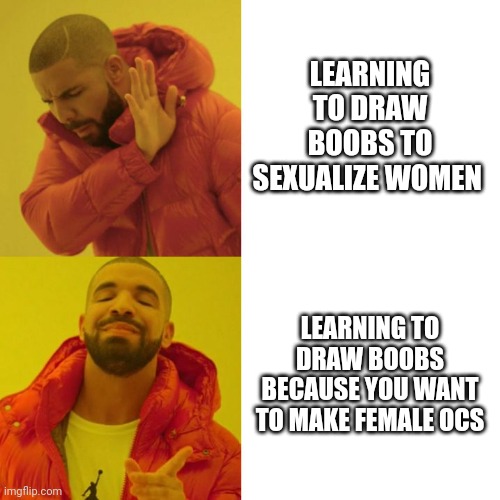 LEARNING
TO DRAW
BOOBS TO
SEXUALIZE WOMEN
LEARNING TO
DRAW BOOBS
BECAUSE YOU WANT
TO MAKE FEMALE OCS
imgflip.com